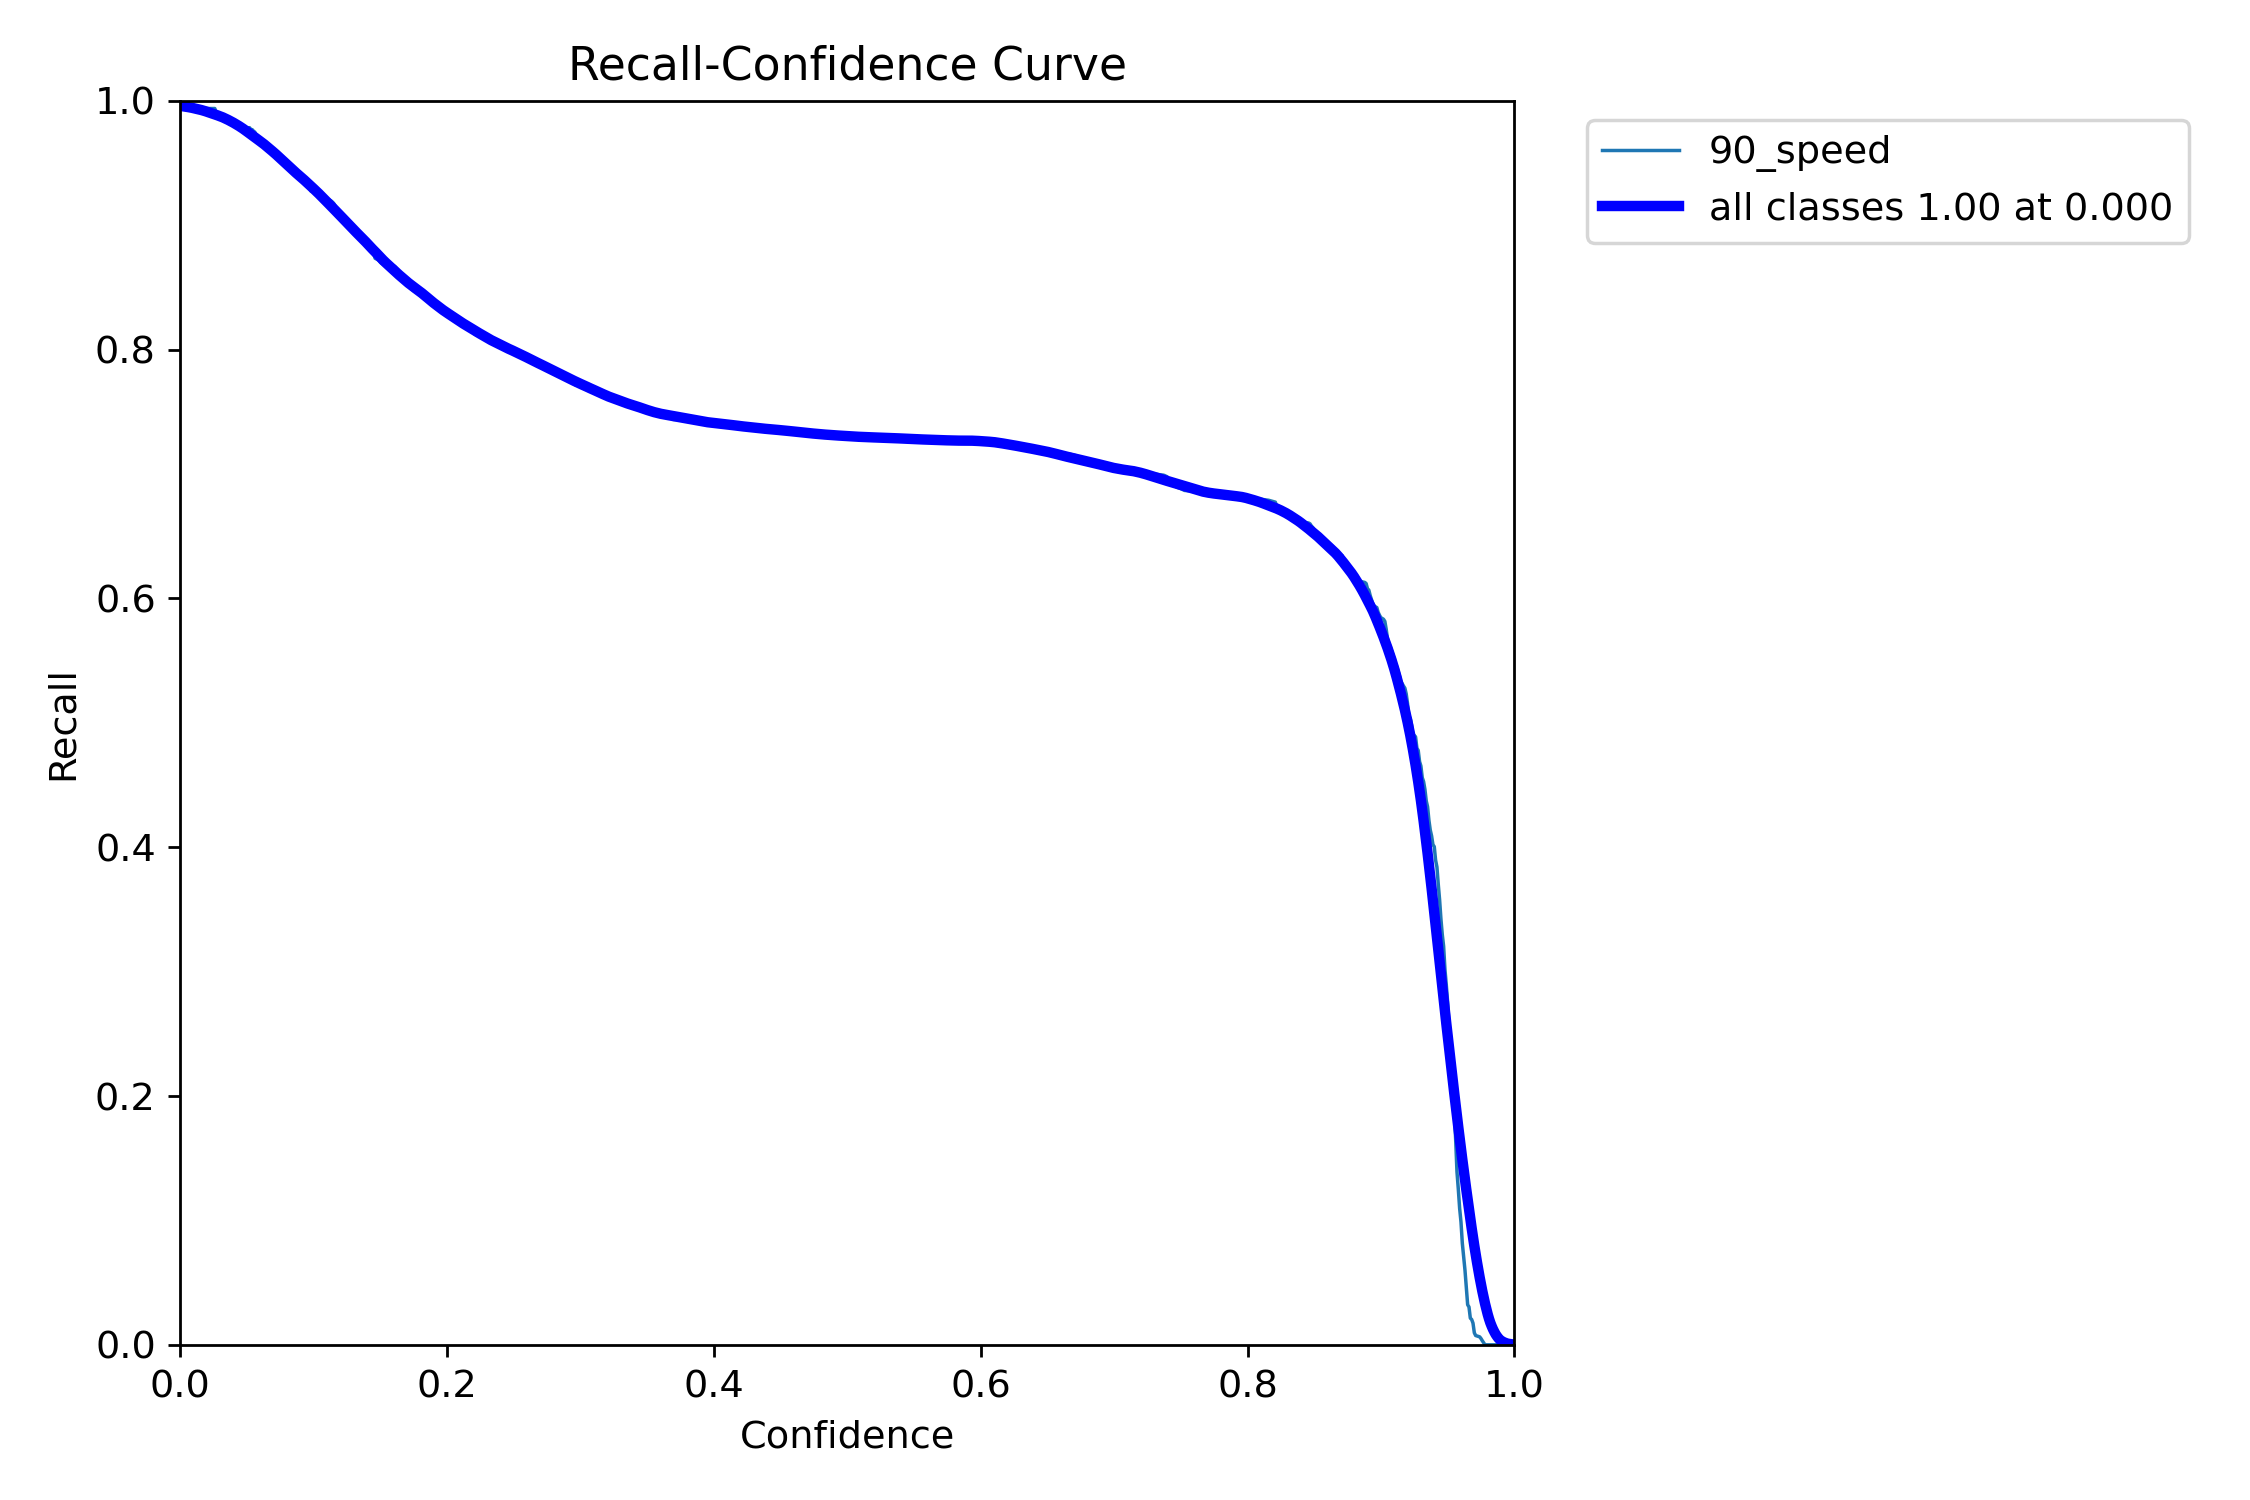 Recall-Confidence Curve
1.0
0.8
0.6
0.4
0.2
0.0
Recall
0.0 0.2 0.4 0.6 0.8 1.0
Confidence
90_speed
all classes 1.00 at 0.000